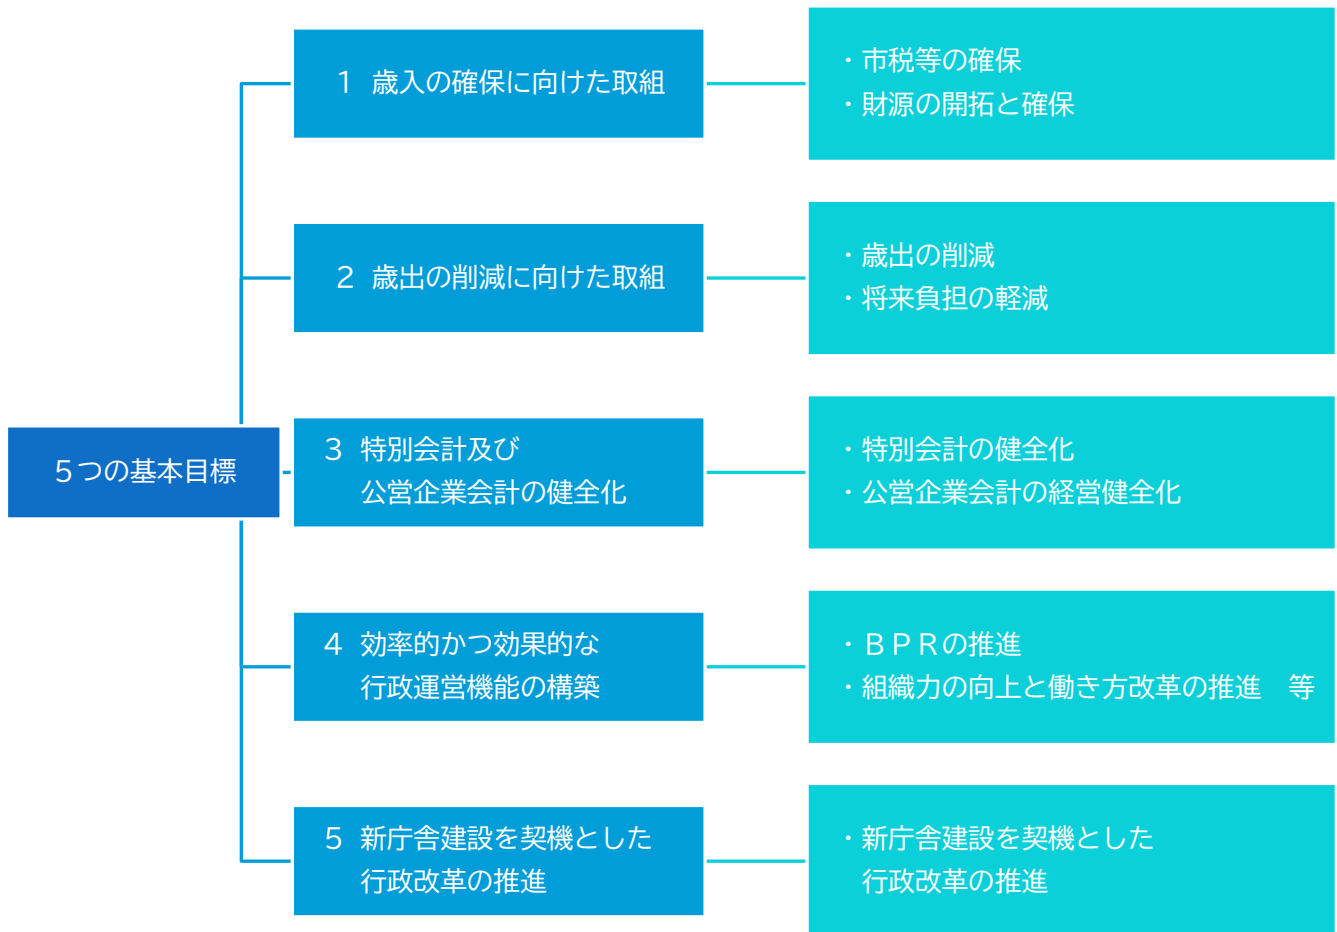 5つの基本目標
1 歳入の確保に向けた取組
・市税等の確保
・財源の開拓と確保
2 歳出の削減に向けた取組
・歳出の削減
・将来負担の軽減
3 特別会計及び
公営企業会計の健全化
・特別会計の健全化
・公営企業会計の経営健全化
4 効率的かつ効果的な
行政運営機能の構築
・ＢＰＲの推進
・組織力の向上と働き方改革の推進　等
5 新庁舎建設を契機とした
行政改革の推進
・新庁舎建設を契機とした
行政改革の推進